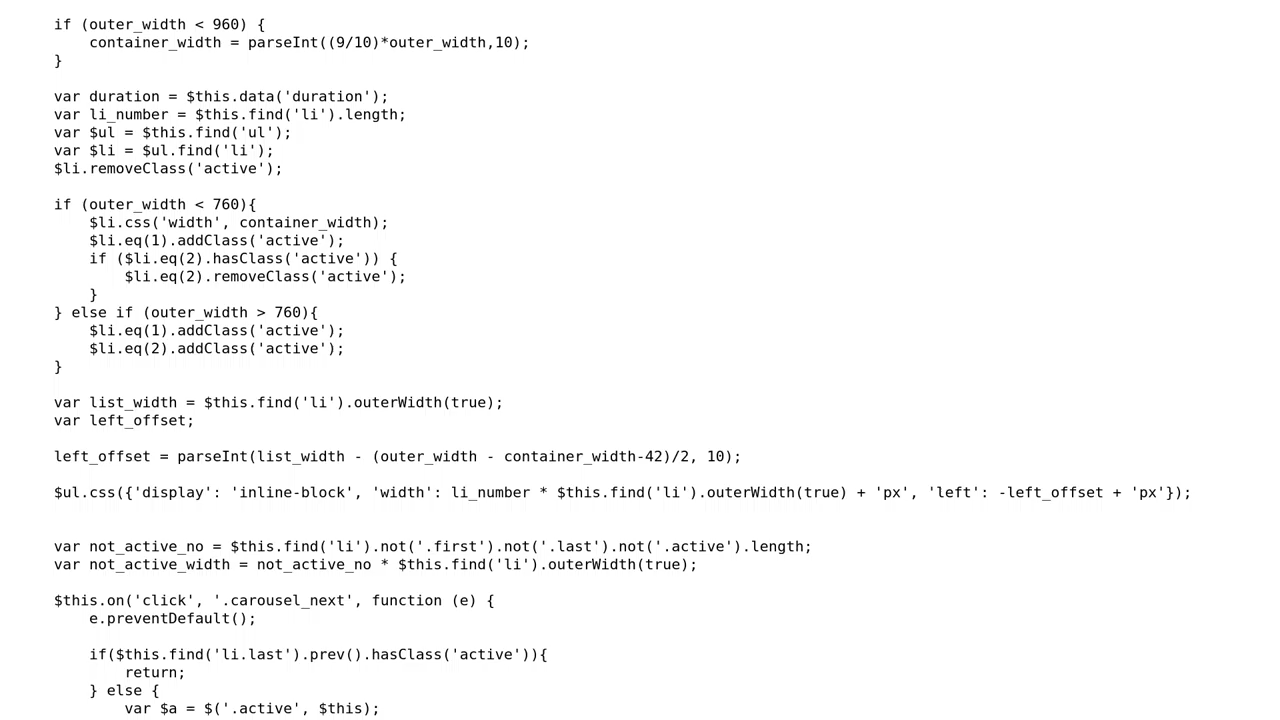 if (outer_width < 960) {
    container_width = parseInt((9/10)*outer_width,10);
}

var duration = $this.data('duration');
var li_number = $this.find('li').length;
var $ul = $this.find('ul');
var $li = $ul.find('li');
$li.removeClass('active');

if (outer_width < 760){
    $li.css('width', container_width);
    $li.eq(1).addClass('active');
    if ($li.eq(2).hasClass('active')) {
        $li.eq(2).removeClass('active');
    }
} else if (outer_width > 760){
    $li.eq(1).addClass('active');
    $li.eq(2).addClass('active');
}

var list_width = $this.find('li').outerWidth(true);
var left_offset;

left_offset = parseInt(list_width - (outer_width - container_width-42)/2, 10);

$ul.css({'display': 'inline-block', 'width': li_number * $this.find('li').outerWidth(true) + 'px', 'left': -left_offset + 'px'});


var not_active_no = $this.find('li').not('.first').not('.last').not('.active').length;
var not_active_width = not_active_no * $this.find('li').outerWidth(true);

$this.on('click', '.carousel_next', function (e) {
    e.preventDefault();

    if($this.find('li.last').prev().hasClass('active')){
        return;
    } else {
        var $a = $('.active', $this);